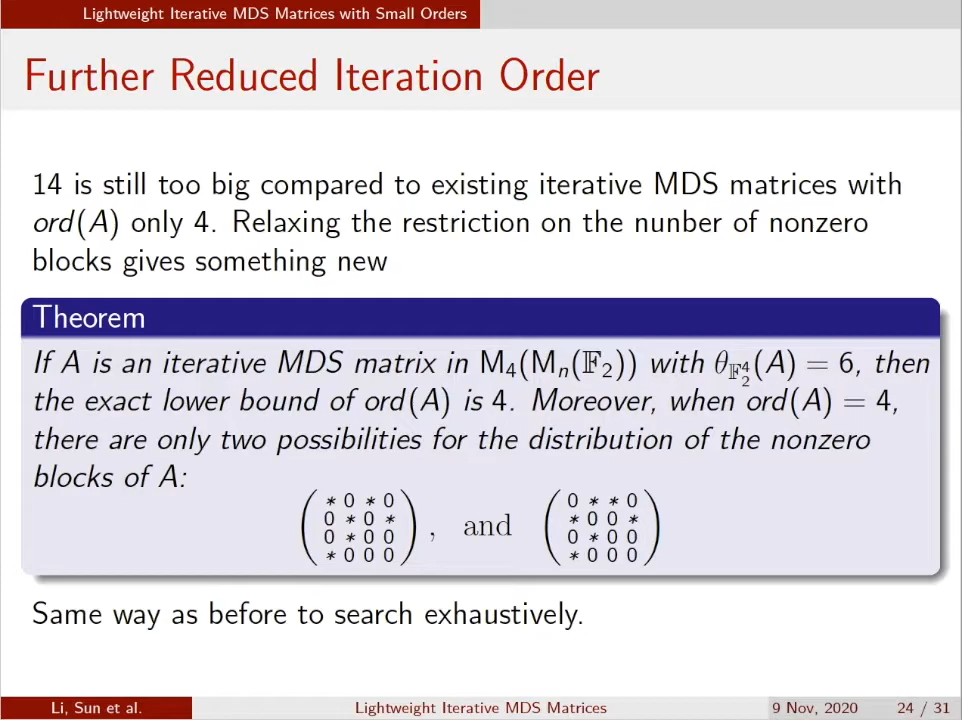 Lightweight Iterative MDS Matrices with Small Orders
Further Reduced Iteration Order
14 is still too big compared to existing iterative MDS matrices with
ord(A) only 4. Relaxing the restriction on the nunber of nonzero
blocks gives something new
Theorem
If A is an iterative MDS matrix in M₄(Mₙ(𝔽₂)) with θ_{𝔽₂⁴}(A) = 6, then
the exact lower bound of ord(A) is 4. Moreover, when ord(A) = 4,
there are only two possibilities for the distribution of the nonzero
blocks of A:
( * 0 * 0 ) ( 0 * * 0 )
( 0 * 0 * ) ( * 0 0 * )
( 0 * 0 0 ) , and ( 0 * 0 0 )
( * 0 0 0 ) ( * 0 0 0 )
Same way as before to search exhaustively.
Li, Sun et al. Lightweight Iterative MDS Matrices 9 Nov, 2020 24 / 31